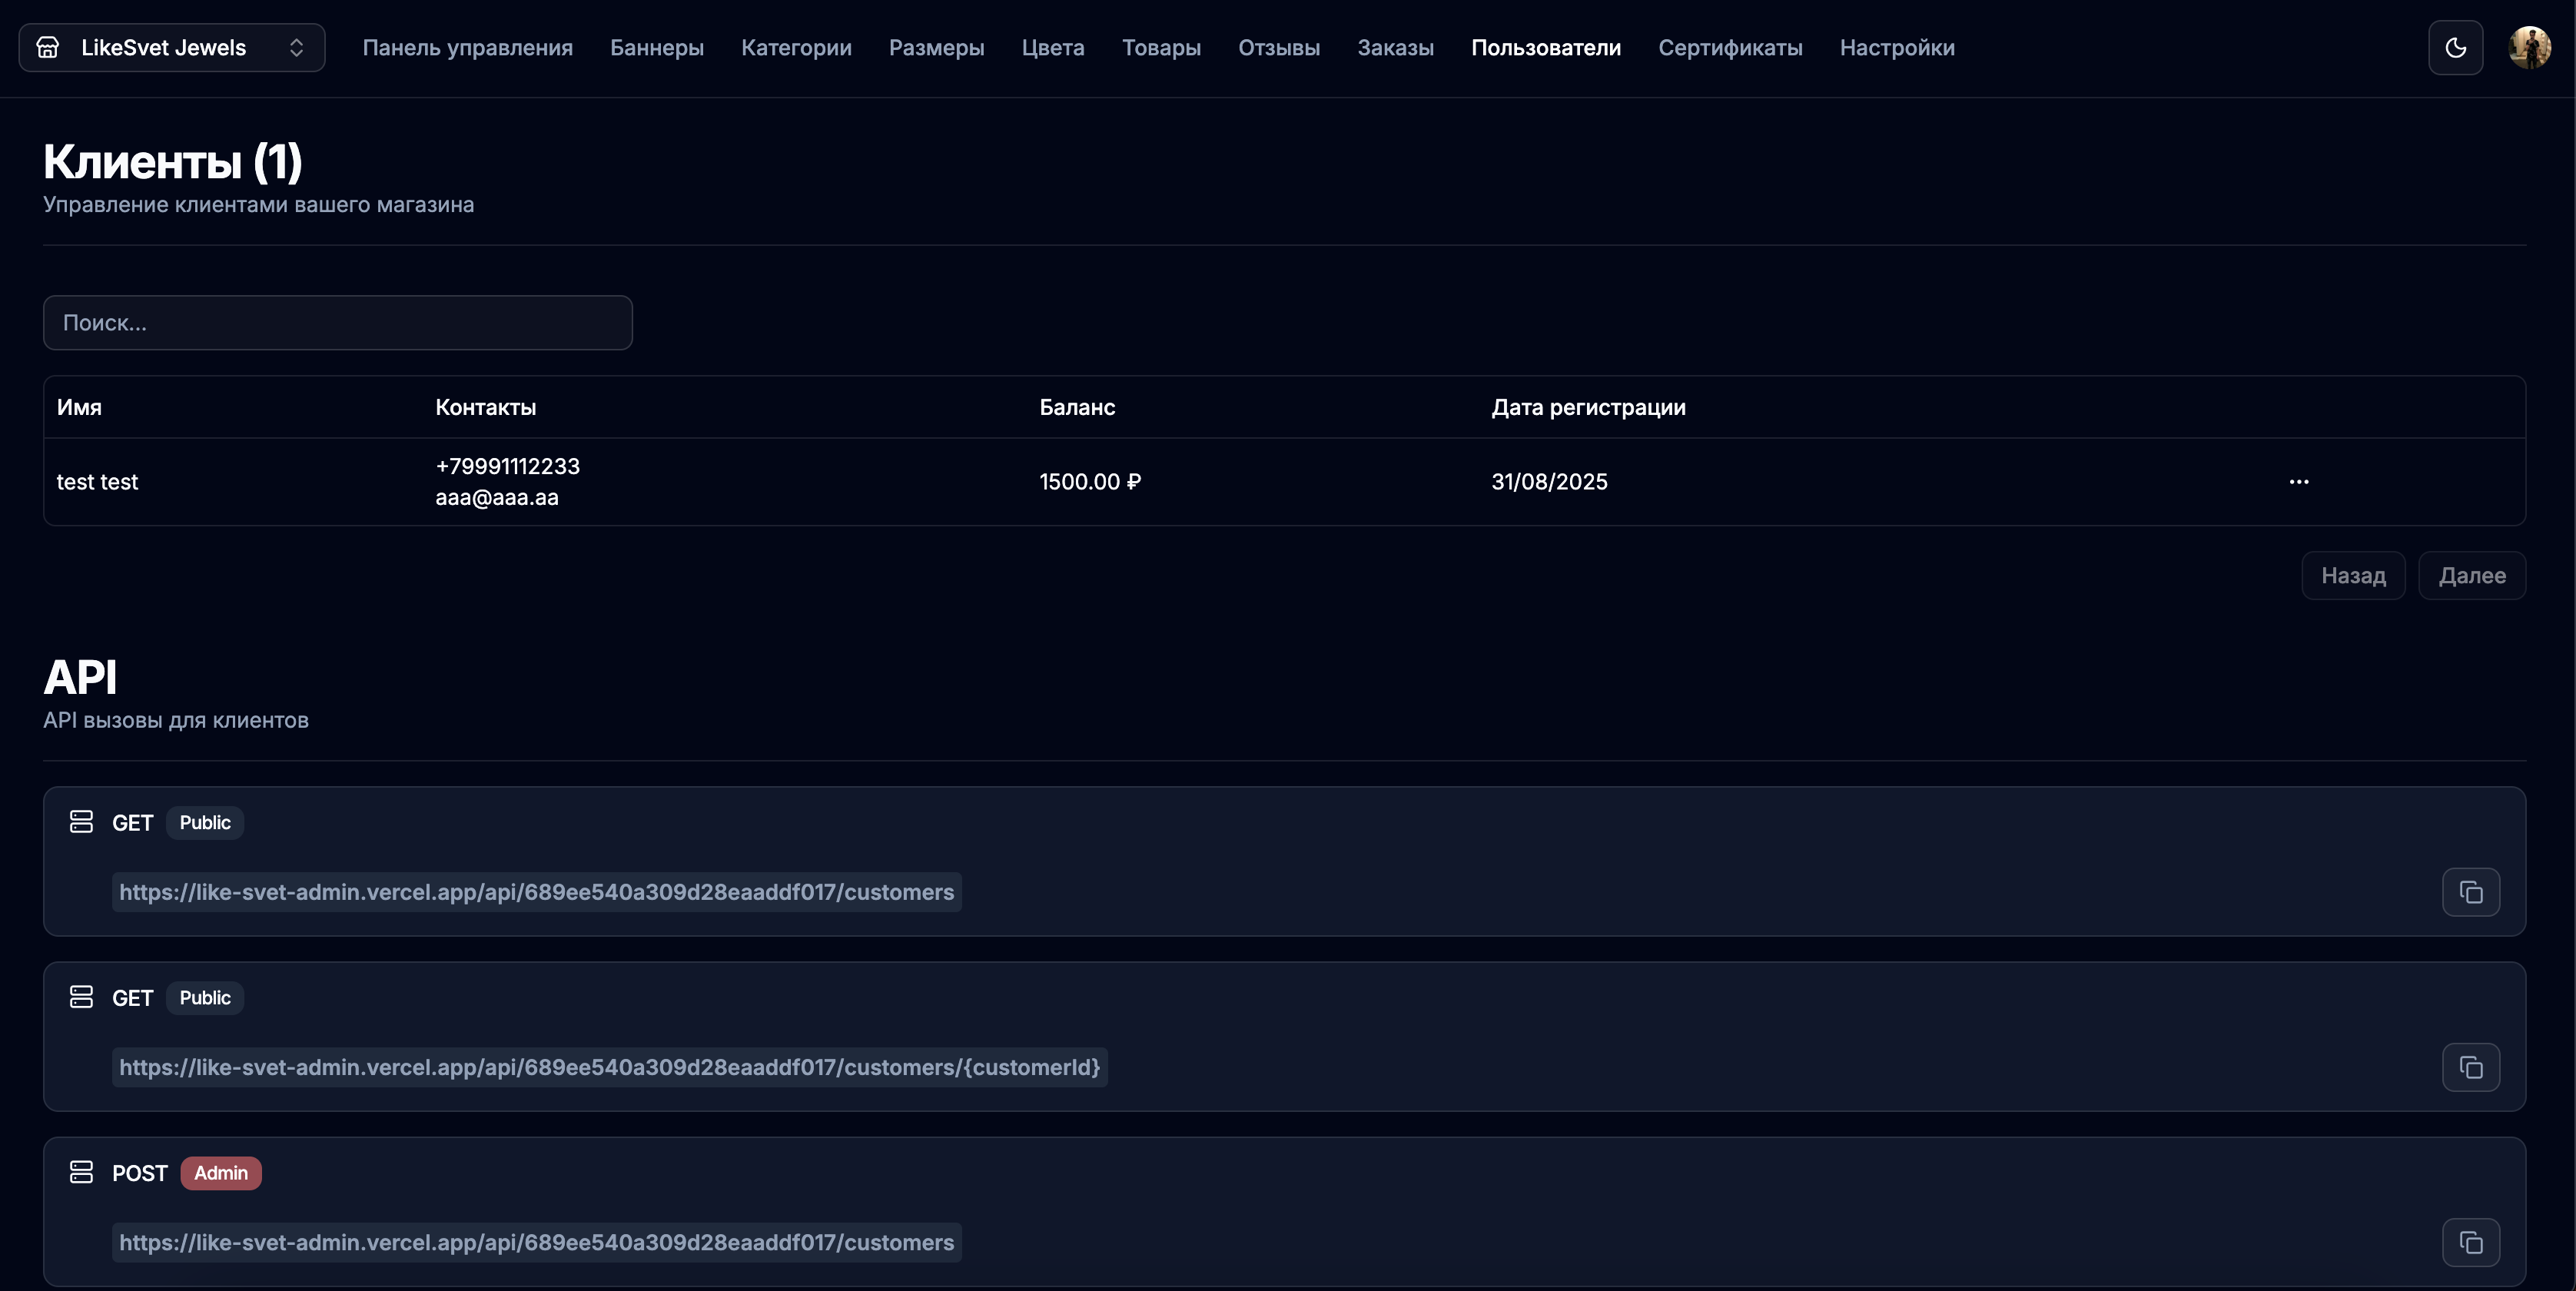 LikeSvet Jewels
Панель управления
Баннеры
Категории
Размеры
Цвета
Товары
Отзывы
Заказы
Пользователи
Сертификаты
Настройки
Клиенты (1)
Управление клиентами вашего магазина
Поиск...
Имя
Контакты
Баланс
Дата регистрации
test test
+79991112233
aaa@aaa.aa
1500.00 ₽
31/08/2025
Назад
Далее
API
API вызовы для клиентов
GET Public
https://like-svet-admin.vercel.app/api/689ee540a309d28eaaddf017/customers
GET Public
https://like-svet-admin.vercel.app/api/689ee540a309d28eaaddf017/customers/{customerId}
POST Admin
https://like-svet-admin.vercel.app/api/689ee540a309d28eaaddf017/customers